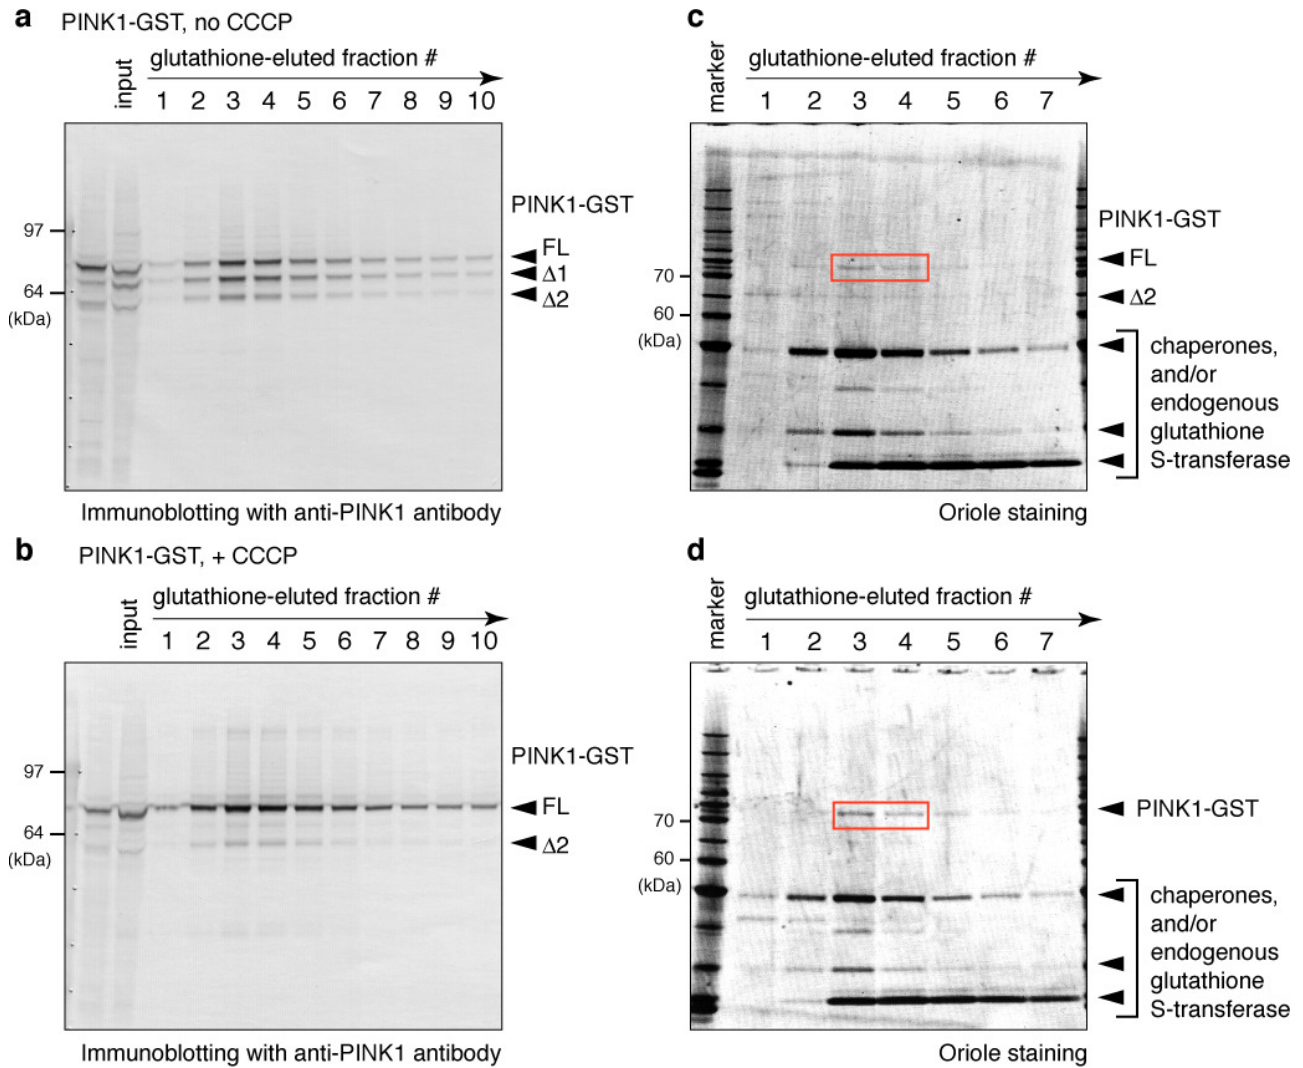 a PINK1-GST, no CCCP
input
glutathione-eluted fraction #
1 2 3 4 5 6 7 8 9 10
97
64
(kDa)
PINK1-GST
FL
Δ1
Δ2
Immunoblotting with anti-PINK1 antibody
c
marker
glutathione-eluted fraction #
1 2 3 4 5 6 7
70
60
(kDa)
PINK1-GST
FL
Δ2
chaperones,
and/or
endogenous
glutathione
S-transferase
Oriole staining
b PINK1-GST, + CCCP
input
glutathione-eluted fraction #
1 2 3 4 5 6 7 8 9 10
97
64
(kDa)
PINK1-GST
FL
Δ2
Immunoblotting with anti-PINK1 antibody
d
marker
glutathione-eluted fraction #
1 2 3 4 5 6 7
70
60
(kDa)
PINK1-GST
chaperones,
and/or
endogenous
glutathione
S-transferase
Oriole staining